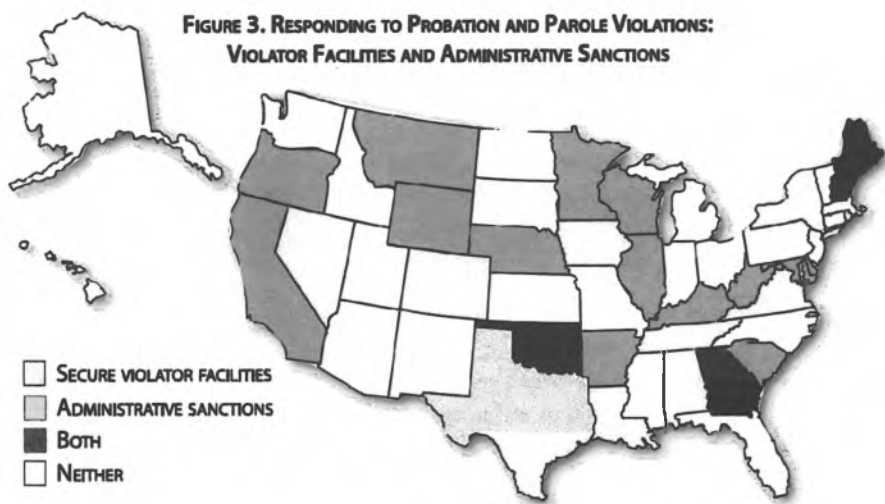 FIGURE 3. RESPONDING TO PROBATION AND PAROLE VIOLATIONS:
VIOLATOR FACILITIES AND ADMINISTRATIVE SANCTIONS
SECURE VIOLATOR FACILITIES
ADMINISTRATIVE SANCTIONS
BOTH
NEITHER